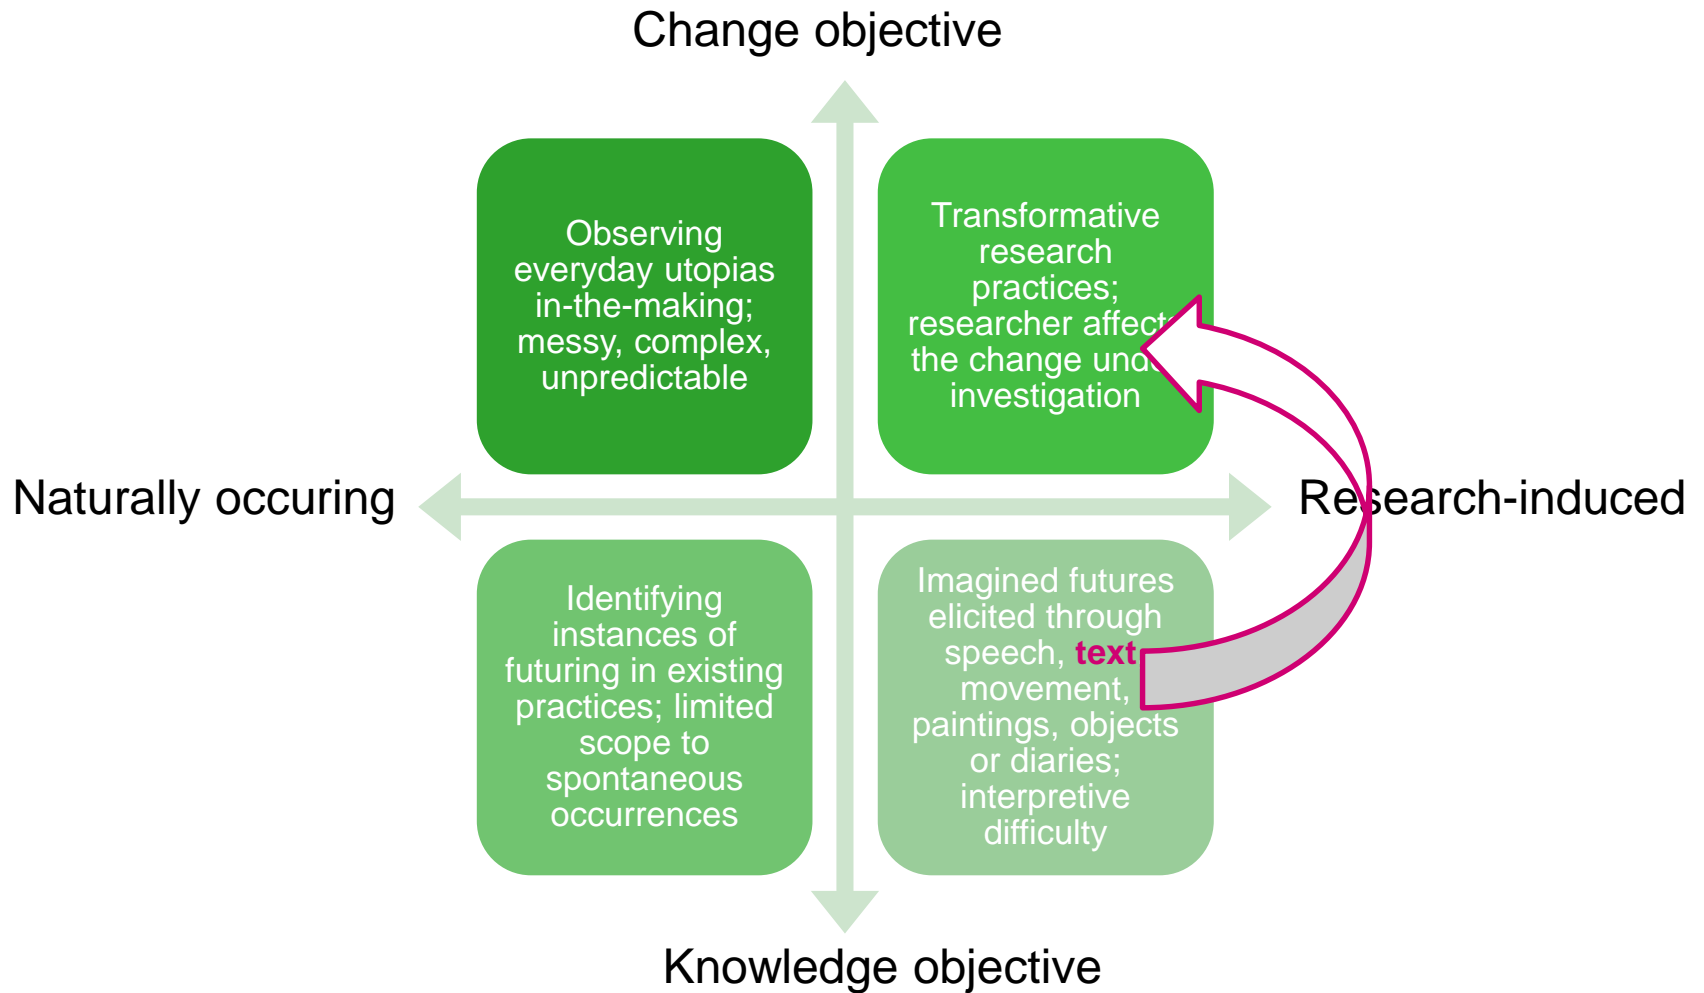 Change objective
Observing
everyday utopias
in-the-making;
messy, complex,
unpredictable
Transformative
research
practices;
researcher affects
the change under
investigation
Naturally occuring
Research-induced
Identifying
instances of
futuring in existing
practices; limited
scope to
spontaneous
occurrences
Imagined futures
elicited through
speech, text
movement,
paintings, objects
or diaries;
interpretive
difficulty
Knowledge objective